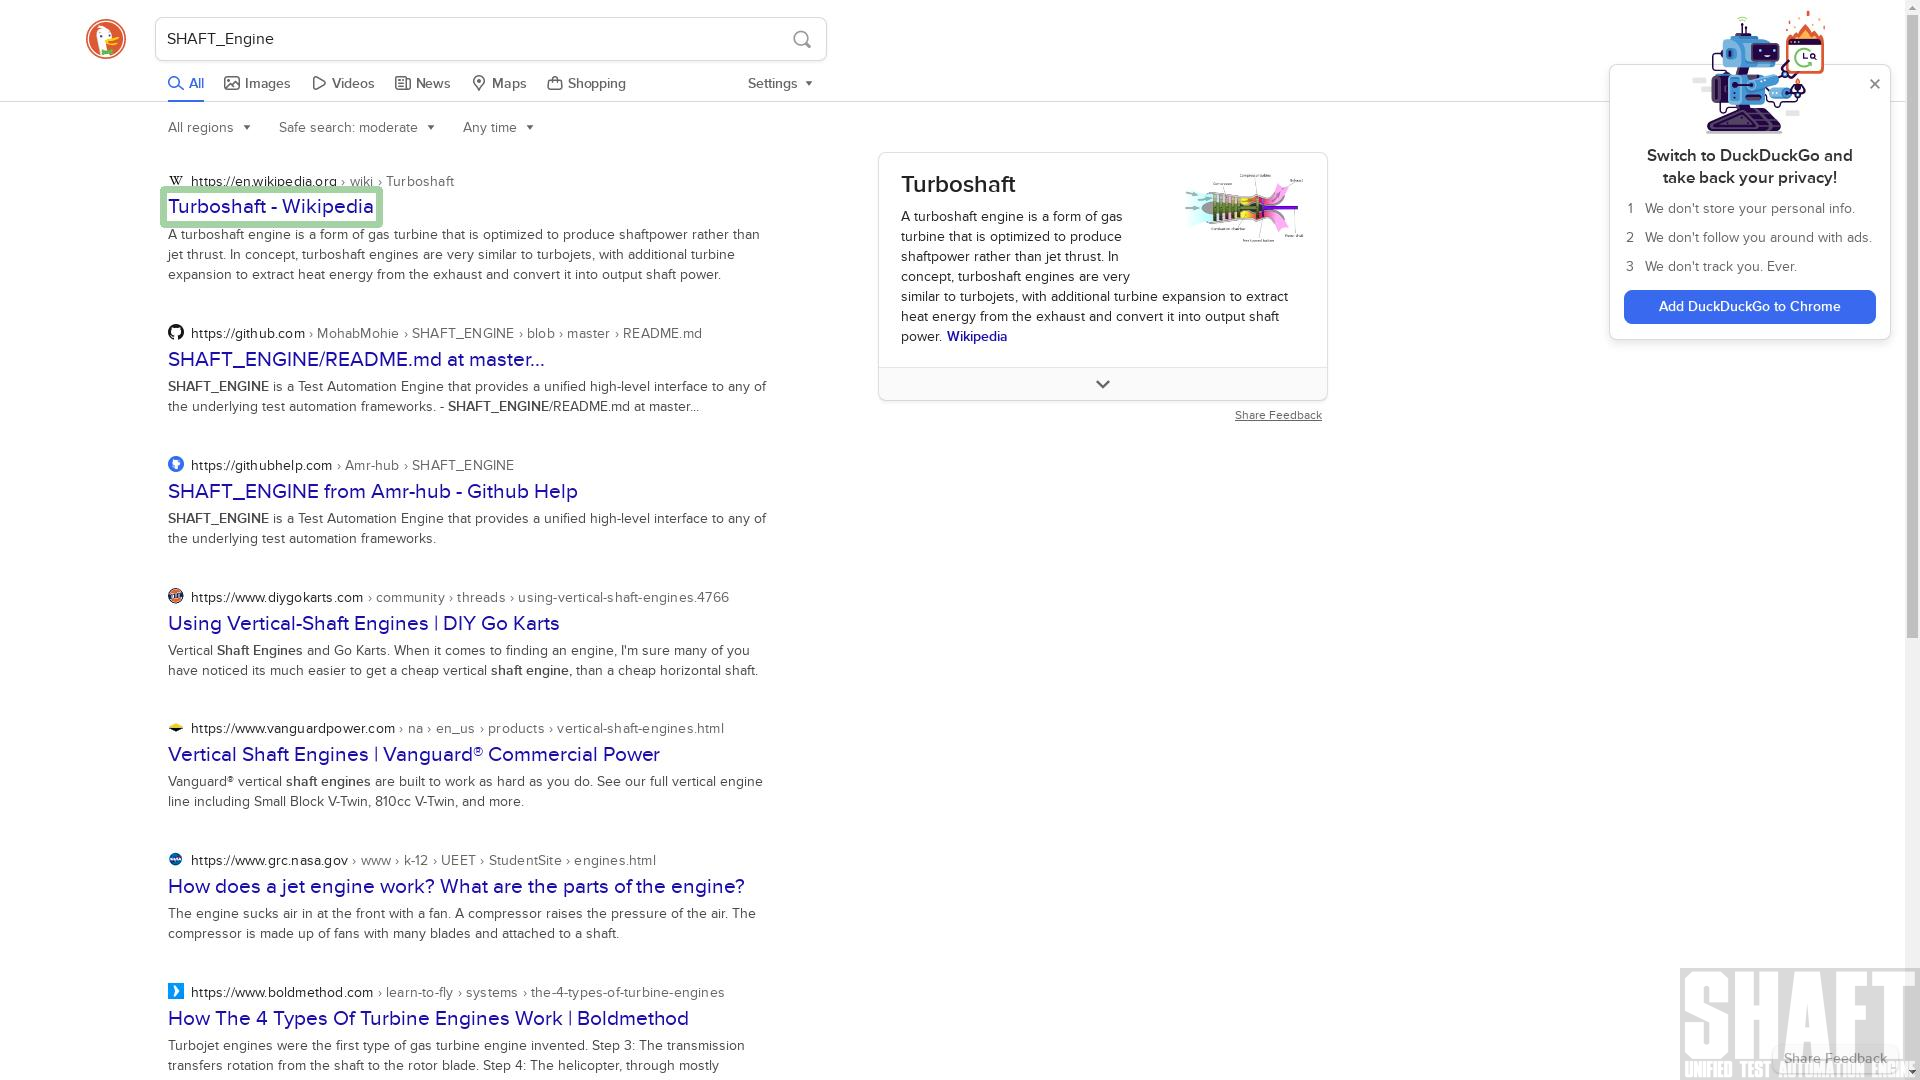 SHAFT_Engine
All
Images
Videos
News
Maps
Shopping
Settings
All regions
Safe search: moderate
Any time
https://en.wikipedia.org › wiki › Turboshaft
Turboshaft - Wikipedia
A turboshaft engine is a form of gas turbine that is optimized to produce shaftpower rather than
jet thrust. In concept, turboshaft engines are very similar to turbojets, with additional turbine
expansion to extract heat energy from the exhaust and convert it into output shaft power.
https://github.com › MohabMohie › SHAFT_ENGINE › blob › master › README.md
SHAFT_ENGINE/README.md at master...
SHAFT_ENGINE is a Test Automation Engine that provides a unified high-level interface to any of
the underlying test automation frameworks. - SHAFT_ENGINE/README.md at master...
https://githubhelp.com › Amr-hub › SHAFT_ENGINE
SHAFT_ENGINE from Amr-hub - Github Help
SHAFT_ENGINE is a Test Automation Engine that provides a unified high-level interface to any of
the underlying test automation frameworks.
https://www.diygokarts.com › community › threads › using-vertical-shaft-engines.4766
Using Vertical-Shaft Engines | DIY Go Karts
Vertical Shaft Engines and Go Karts. When it comes to finding an engine, I'm sure many of you
have noticed its much easier to get a cheap vertical shaft engine, than a cheap horizontal shaft.
https://www.vanguardpower.com › na › en_us › products › vertical-shaft-engines.html
Vertical Shaft Engines | Vanguard® Commercial Power
Vanguard® vertical shaft engines are built to work as hard as you do. See our full vertical engine
line including Small Block V-Twin, 810cc V-Twin, and more.
https://www.grc.nasa.gov › www › k-12 › UEET › StudentSite › engines.html
How does a jet engine work? What are the parts of the engine?
The engine sucks air in at the front with a fan. A compressor raises the pressure of the air. The
compressor is made up of fans with many blades and attached to a shaft.
https://www.boldmethod.com › learn-to-fly › systems › the-4-types-of-turbine-engines
How The 4 Types Of Turbine Engines Work | Boldmethod
Turbojet engines were the first type of gas turbine engine invented. Step 3: The transmission
transfers rotation from the shaft to the rotor blade. Step 4: The helicopter, through mostly
Turboshaft
A turboshaft engine is a form of gas
turbine that is optimized to produce
shaftpower rather than jet thrust. In
concept, turboshaft engines are very
similar to turbojets, with additional turbine expansion to extract
heat energy from the exhaust and convert it into output shaft
power. Wikipedia
Share Feedback
Switch to DuckDuckGo and
take back your privacy!
1 We don't store your personal info.
2 We don't follow you around with ads.
3 We don't track you. Ever.
Add DuckDuckGo to Chrome
SHAFT
Share Feedback
UNIFIED TEST AUTOMATION ENGINE